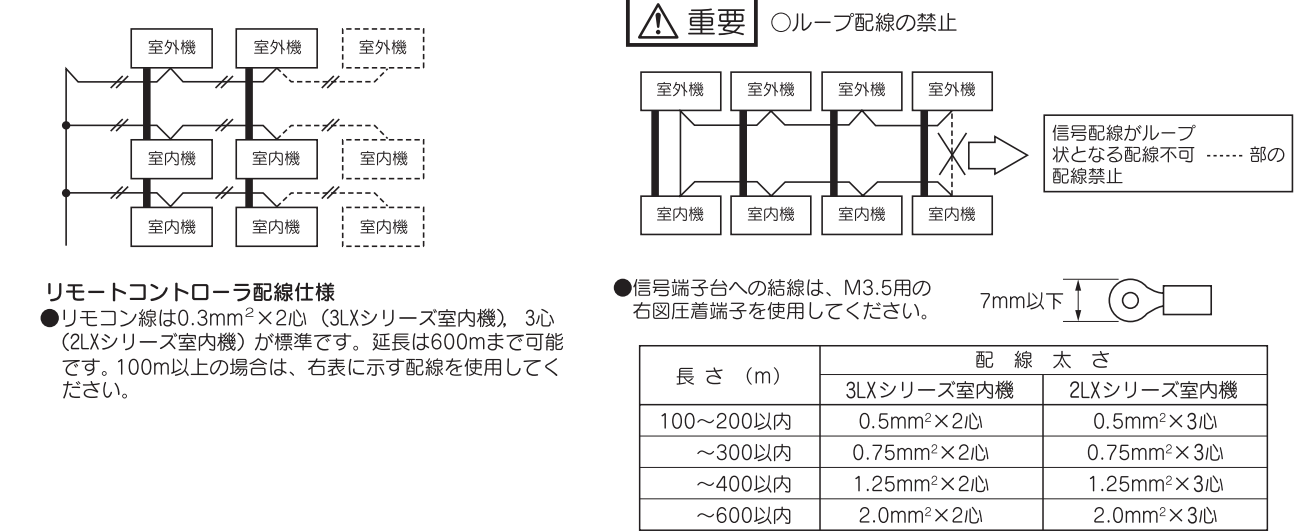 室外機 室外機 室外機
室内機 室内機 室内機
室内機 室内機 室内機
リモートコントローラ配線仕様
●リモコン線は0.3mm²×2心（3LXシリーズ室内機），3心
（2LXシリーズ室内機）が標準です。延長は600mまで可能
です。100m以上の場合は、右表に示す配線を使用してく
ださい。
重要 ○ループ配線の禁止
室外機 室外機 室外機 室外機
室内機 室内機 室内機 室内機
信号配線がループ
状となる配線不可 ------ 部の
配線禁止
●信号端子台への結線は、M3.5用の
右図圧着端子を使用してください。
7mm以下
長さ （m） 配線太さ
3LXシリーズ室内機 2LXシリーズ室内機
100～200以内 0.5mm²×2心 0.5mm²×3心
～300以内 0.75mm²×2心 0.75mm²×3心
～400以内 1.25mm²×2心 1.25mm²×3心
～600以内 2.0mm²×2心 2.0mm²×3心